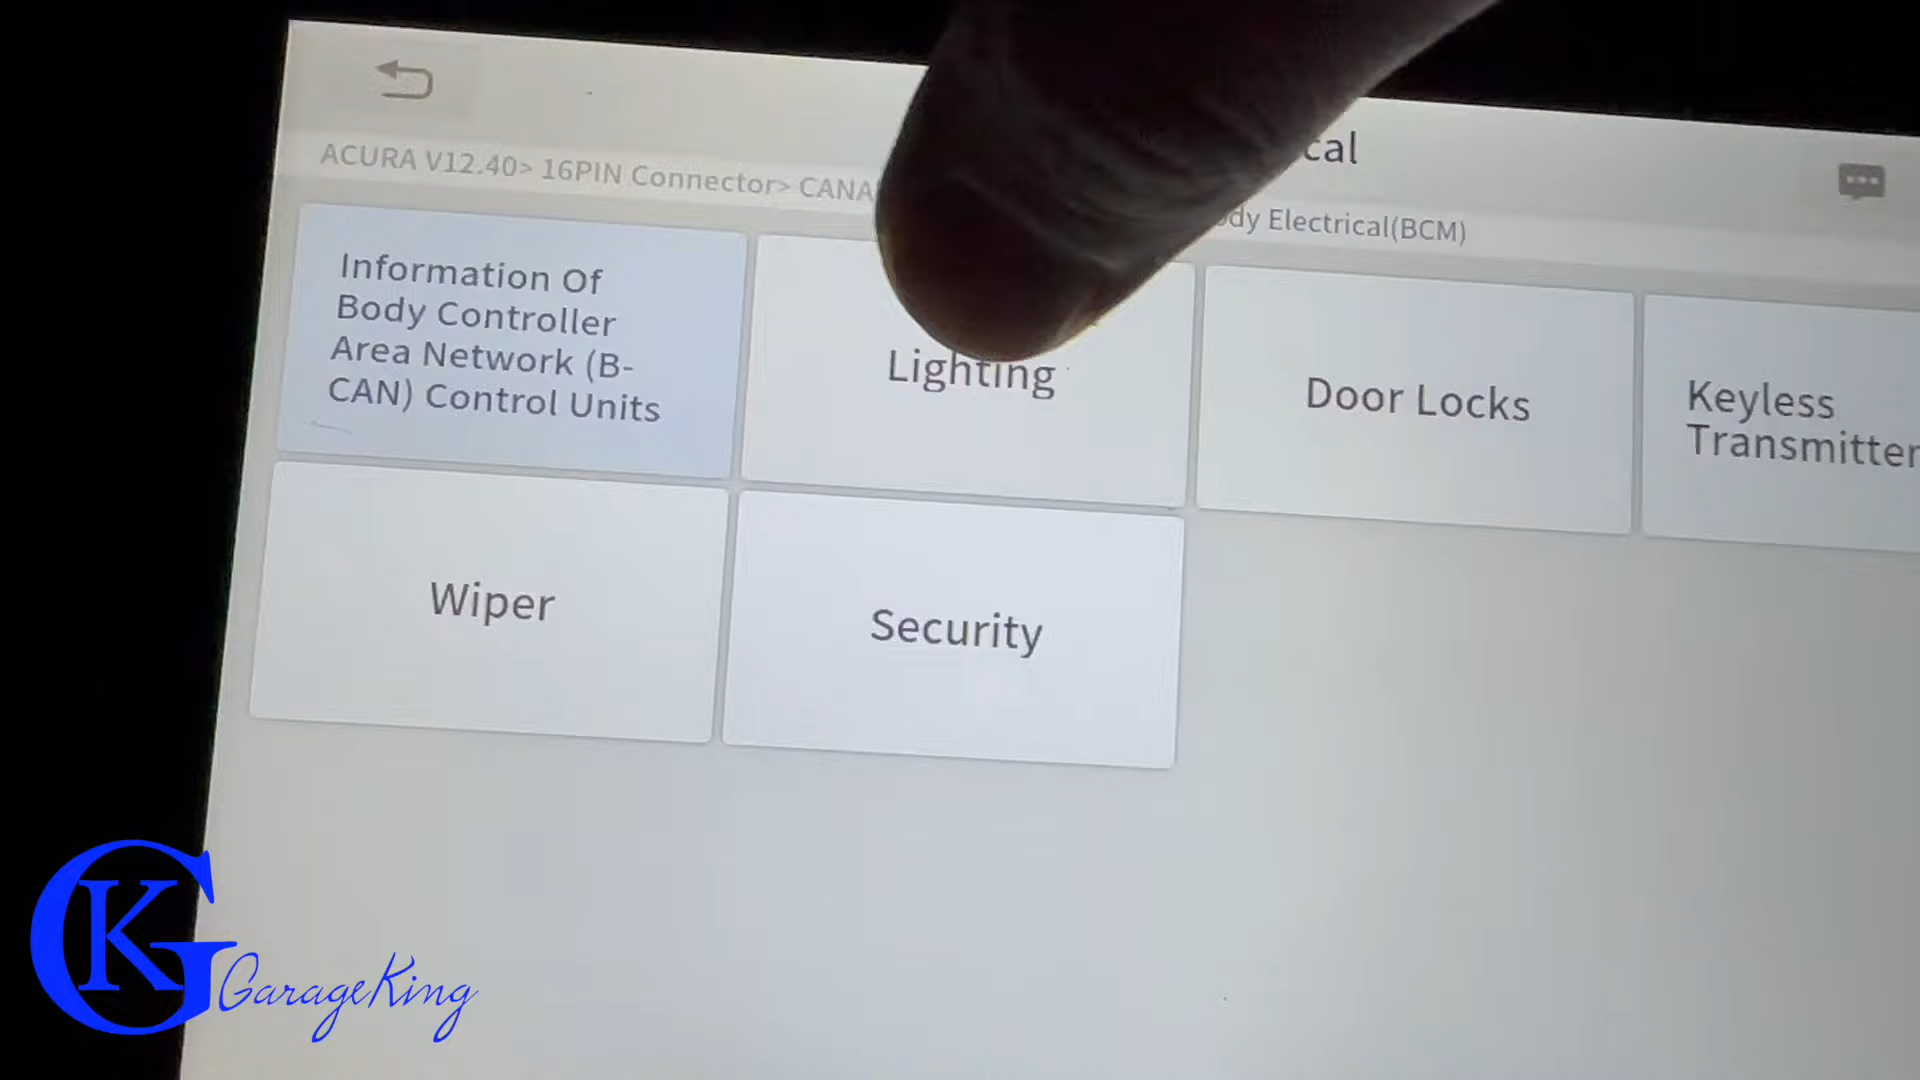 cal
ACURA V12.40> 16PIN Connector> CANA
dy Electrical(BCM)
Information Of
Body Controller
Area Network (B-
CAN) Control Units
Lighting
Door Locks
Keyless
Transmitter
Wiper
Security
GK
GarageKing